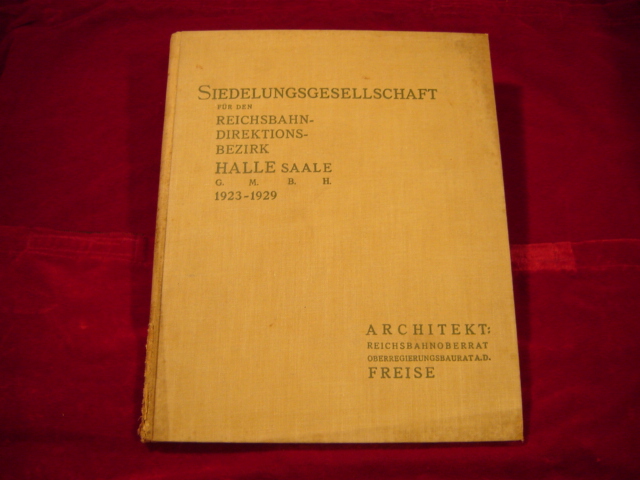 SIEDELUNGSGESELLSCHAFT
FÜR DEN
REICHSBAHN-
DIREKTIONS-
BEZIRK
HALLE SAALE
G. M. B. H.
1923-1929
ARCHITEKT:
REICHSBAHNOBERRAT
OBERREGIERUNGSBAURAT A.D.
FREISE